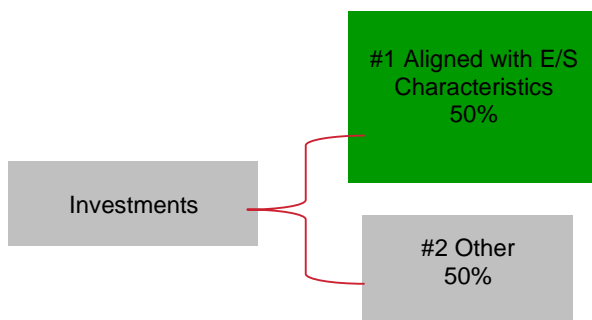 #1 Aligned with E/S
Characteristics
50%
Investments
#2 Other
50%